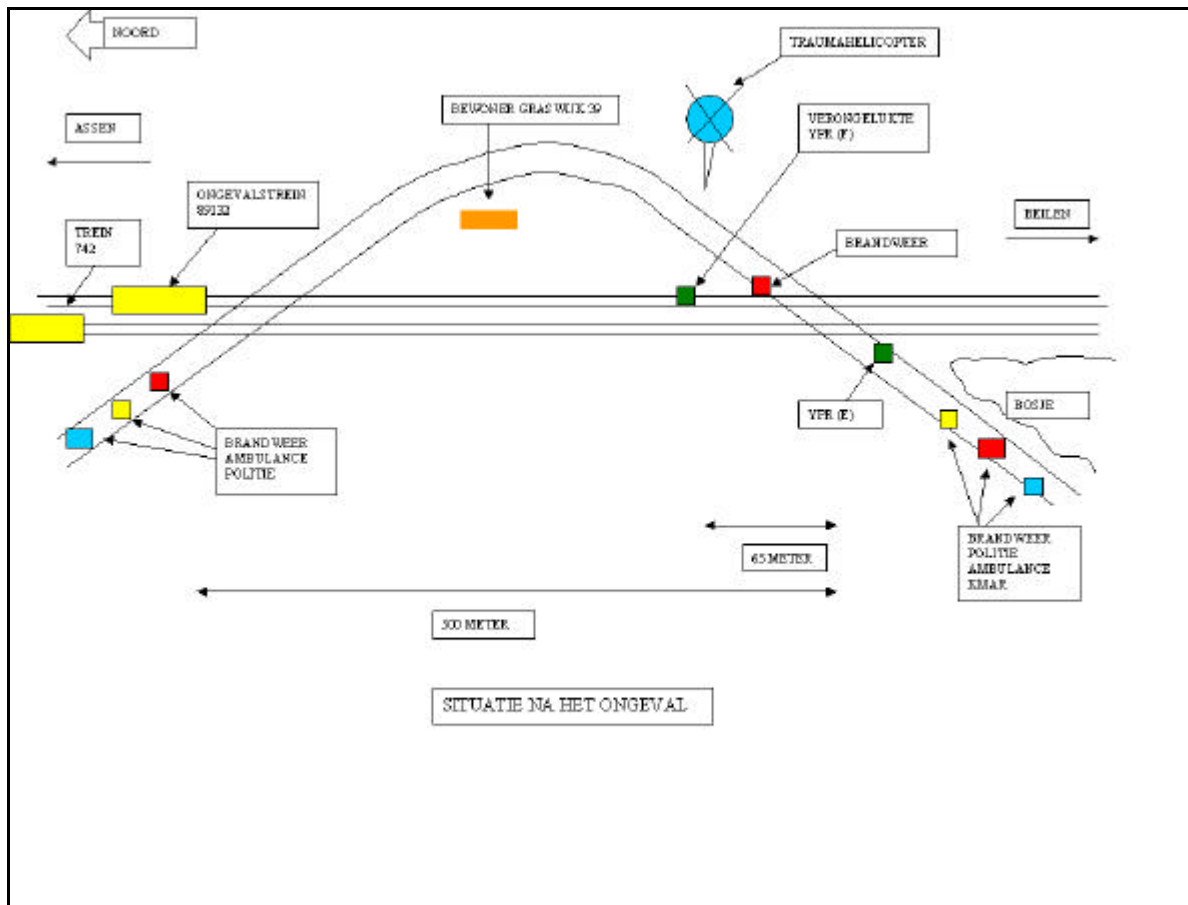 NOORD
TRAUMAHELICOPTER
BEWONER GRASWIJK 39
VERONGELUKTE
YPR (F)
ASSEN
ONGEVALSTREIN
89132
BEILEN
TREIN
742
BRANDWEER
YPR (E)
BOSJE
BRANDWEER
AMBULANCE
POLITIE
BRANDWEER
POLITIE
AMBULANCE
KMAR
65 METER
300 METER
SITUATIE NA HET ONGEVAL